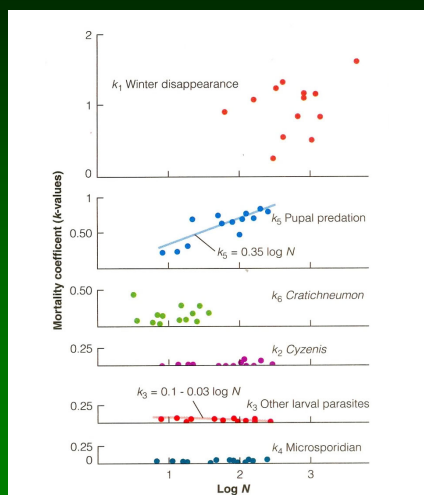 2
k₁ Winter disappearance
1
0
1
0.50
k₅ Pupal predation
k₅ = 0.35 log N
Mortality coefficent (k-values)
0.50
k₆ Cratichneumon
0.25
k₂ Cyzenis
k₃ = 0.1 - 0.03 log N
0.25
k₃ Other larval parasites
0.25
k₄ Microsporidian
0
1 2 3
Log N